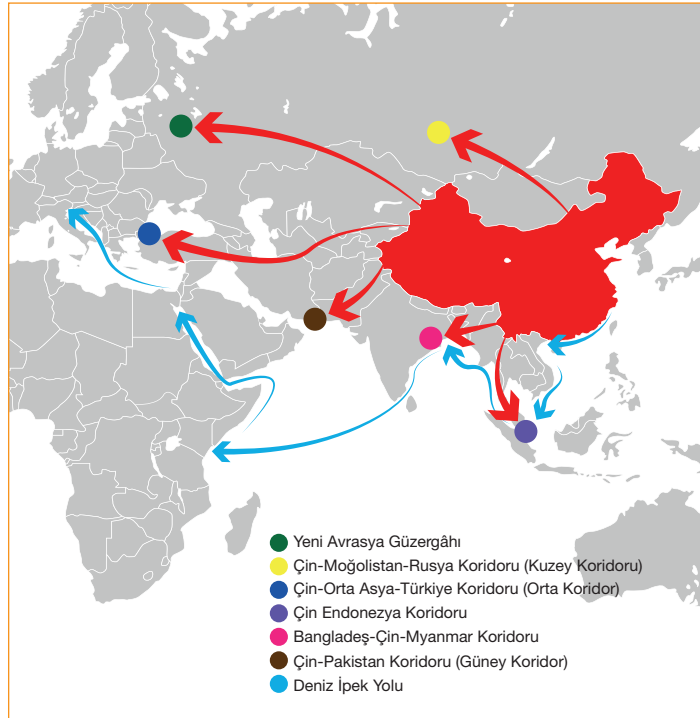 Yeni Avrasya Güzergâhı
Çin-Moğolistan-Rusya Koridoru (Kuzey Koridoru)
Çin-Orta Asya-Türkiye Koridoru (Orta Koridor)
Çin Endonezya Koridoru
Bangladeş-Çin-Myanmar Koridoru
Çin-Pakistan Koridoru (Güney Koridor)
Deniz İpek Yolu